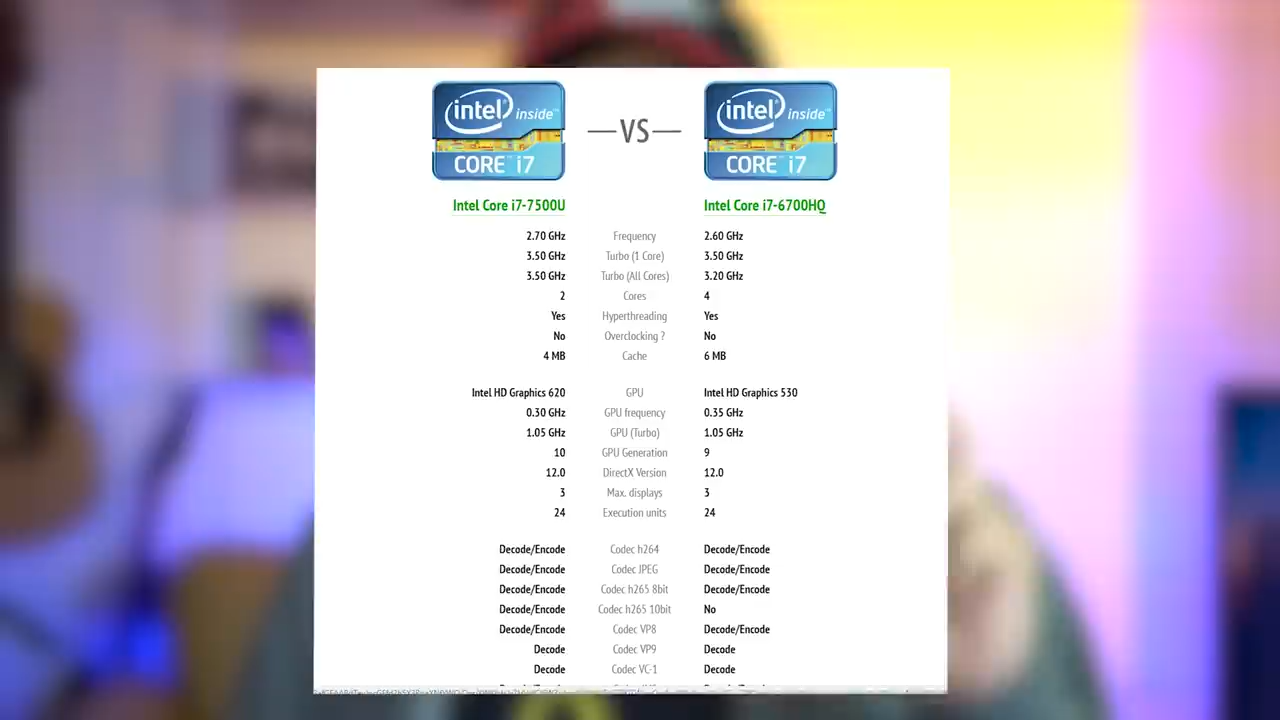 intel inside™ CORE™ i7 —VS— intel inside™ CORE™ i7
Intel Core i7-7500U Intel Core i7-6700HQ
2.70 GHz Frequency 2.60 GHz
3.50 GHz Turbo (1 Core) 3.50 GHz
3.50 GHz Turbo (All Cores) 3.20 GHz
2 Cores 4
Yes Hyperthreading Yes
No Overclocking ? No
4 MB Cache 6 MB
Intel HD Graphics 620 GPU Intel HD Graphics 530
0.30 GHz GPU frequency 0.35 GHz
1.05 GHz GPU (Turbo) 1.05 GHz
10 GPU Generation 9
12.0 DirectX Version 12.0
3 Max. displays 3
24 Execution units 24
Decode/Encode Codec h264 Decode/Encode
Decode/Encode Codec JPEG Decode/Encode
Decode/Encode Codec h265 8bit Decode/Encode
Decode/Encode Codec h265 10bit No
Decode/Encode Codec VP8 Decode/Encode
Decode Codec VP9 Decode
Decode Codec VC-1 Decode